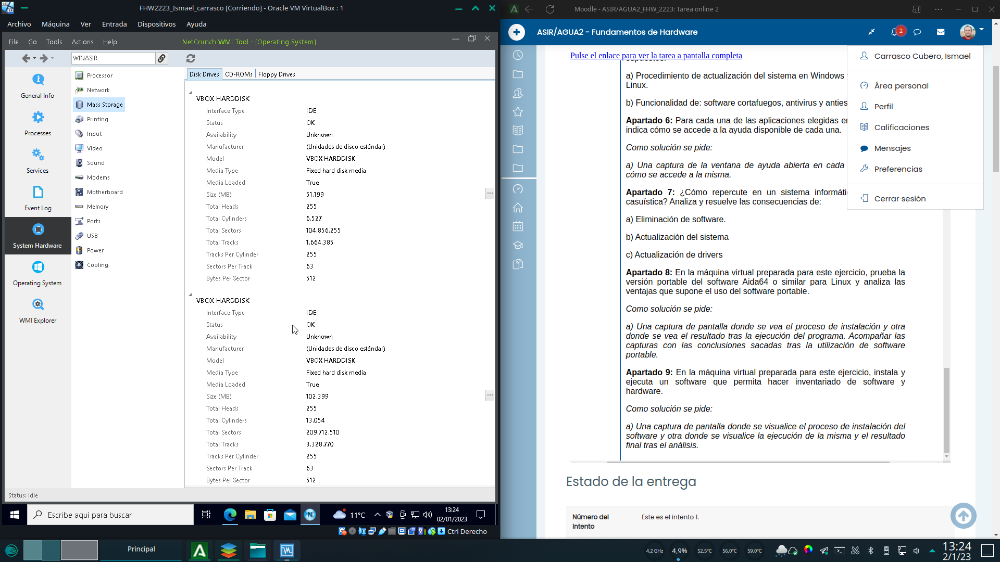 FHW2223_Ismael_carrasco [Corriendo] - Oracle VM VirtualBox : 1
Archivo Máquina Ver Entrada Dispositivos Ayuda
File Go Tools Actions Help
NetCrunch WMI Tool - [Operating System]
WINASIR
General Info
Processes
Services
Event Log
System Hardware
Operating System
WMI Explorer
Processor
Network
Mass Storage
Printing
Input
Video
Sound
Modems
Motherboard
Memory
Ports
USB
Power
Cooling
Disk Drives CD-ROMs Floppy Drives
VBOX HARDDISK
Interface Type IDE
Status OK
Availability Unknown
Manufacturer (Unidades de disco estándar)
Model VBOX HARDDISK
Media Type Fixed hard disk media
Media Loaded True
Size (MB) 51.199
Total Heads 255
Total Cylinders 6.527
Total Sectors 104.856.255
Total Tracks 1.664.385
Tracks Per Cylinder 255
Sectors Per Track 63
Bytes Per Sector 512
VBOX HARDDISK
Interface Type IDE
Status OK
Availability Unknown
Manufacturer (Unidades de disco estándar)
Model VBOX HARDDISK
Media Type Fixed hard disk media
Media Loaded True
Size (MB) 102.399
Total Heads 255
Total Cylinders 13.054
Total Sectors 209.712.510
Total Tracks 3.328.770
Tracks Per Cylinder 255
Sectors Per Track 63
Bytes Per Sector 512
Status: Idle
Escribe aquí para buscar
11°C
13:24
02/01/2023
Ctrl Derecho
Moodle - ASIR/AGUA2_FHW_2223: Tarea online 2
ASIR/AGUA2 - Fundamentos de Hardware
2
Carrasco Cubero, Ismael
Área personal
Perfil
Calificaciones
Mensajes
Preferencias
Cerrar sesión
Pulse el enlace para ver la tarea a pantalla completa
supuestos:
a) Procedimiento de actualización del sistema en Windows
Linux.
b) Funcionalidad de: software cortafuegos, antivirus y
Apartado 6: Para cada una de las aplicaciones elegidas
indica cómo se accede a la ayuda disponible de cada una.
Como solución se pide:
a) Una captura de la ventana de ayuda abierta en cada
cómo se accede a la misma.
Apartado 7: ¿Cómo repercute en un sistema
casuística? Analiza y resuelve las consecuencias de:
a) Eliminación de software.
b) Actualización del sistema
c) Actualización de drivers
Apartado 8: En la máquina virtual preparada para este ejercicio, prueba la
versión portable del software Aida64 o similar para Linux y analiza las
ventajas que supone el uso del software portable.
Como solución se pide:
a) Una captura de pantalla donde se vea el proceso de instalación y otra
donde se vea el resultado tras la ejecución del programa. Acompañar las
capturas con las conclusiones sacadas tras la utilización de software
portable.
Apartado 9: En la máquina virtual preparada para este ejercicio, instala y
ejecuta un software que permita hacer inventariado de software y
hardware.
Como solución se pide:
a) Una captura de pantalla donde se visualice el proceso de instalación del
software y otra donde se visualice la ejecución de la misma y el resultado
final tras el análisis.
Estado de la entrega
Número del
Intento
Este es el intento 1.
Principal
4,2 GHz 4,9% 52,5°C 56,0°C 59,0°C
13:24
2/1/23